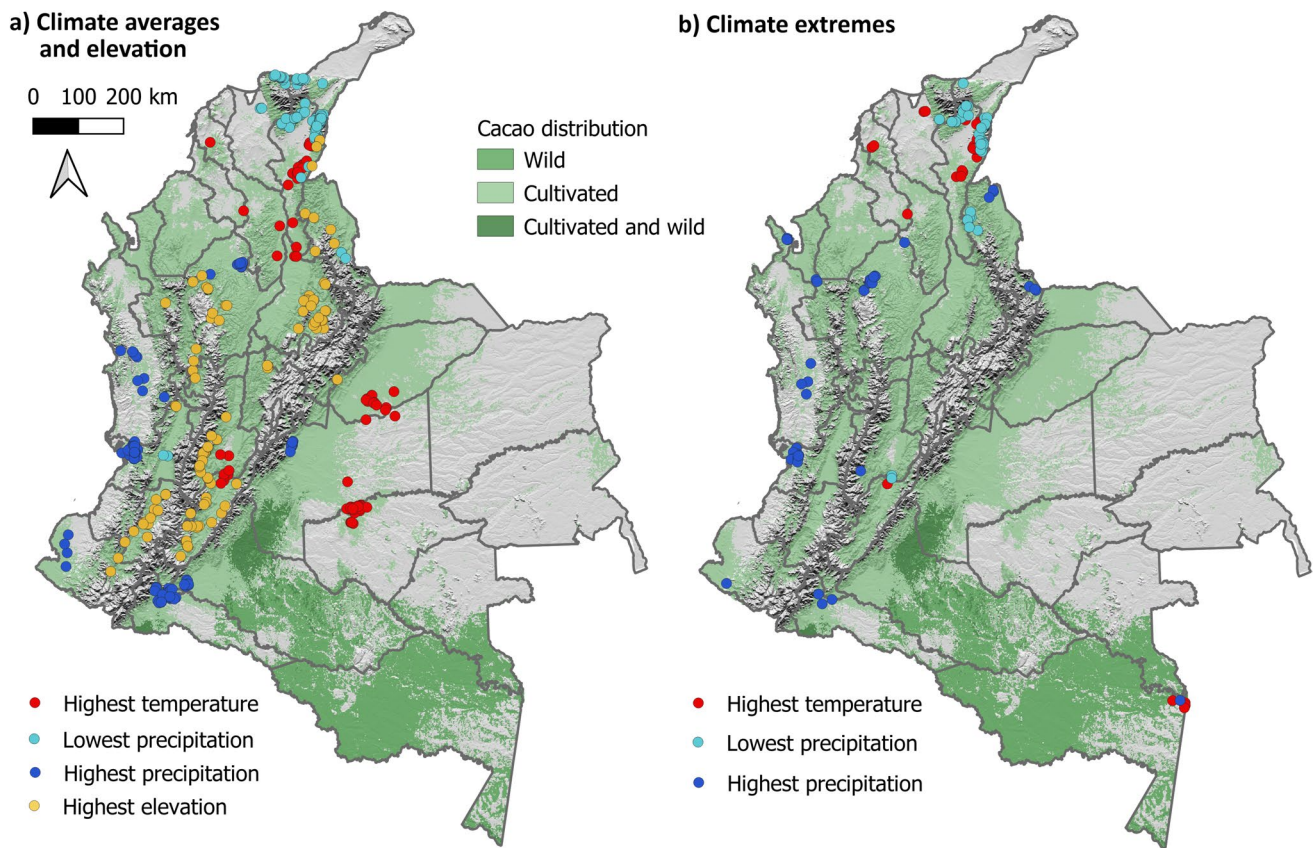 a) Climate averages
and elevation
0 100 200 km
Cacao distribution
Wild
Cultivated
Cultivated and wild
Highest temperature
Lowest precipitation
Highest precipitation
Highest elevation
b) Climate extremes
Highest temperature
Lowest precipitation
Highest precipitation